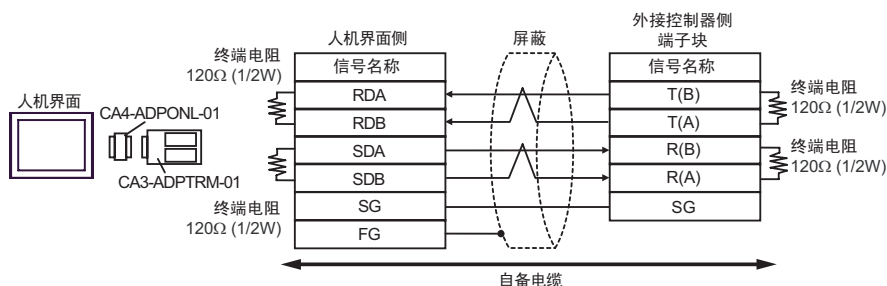 人机界面
CA4-ADPONL-01
CA3-ADPTRM-01
终端电阻
120Ω (1/2W)
终端电阻
120Ω (1/2W)
人机界面侧
信号名称
RDA
RDB
SDA
SDB
SG
FG
屏蔽
外接控制器侧
端子块
信号名称
T(B)
T(A)
R(B)
R(A)
SG
终端电阻
120Ω (1/2W)
终端电阻
120Ω (1/2W)
自备电缆